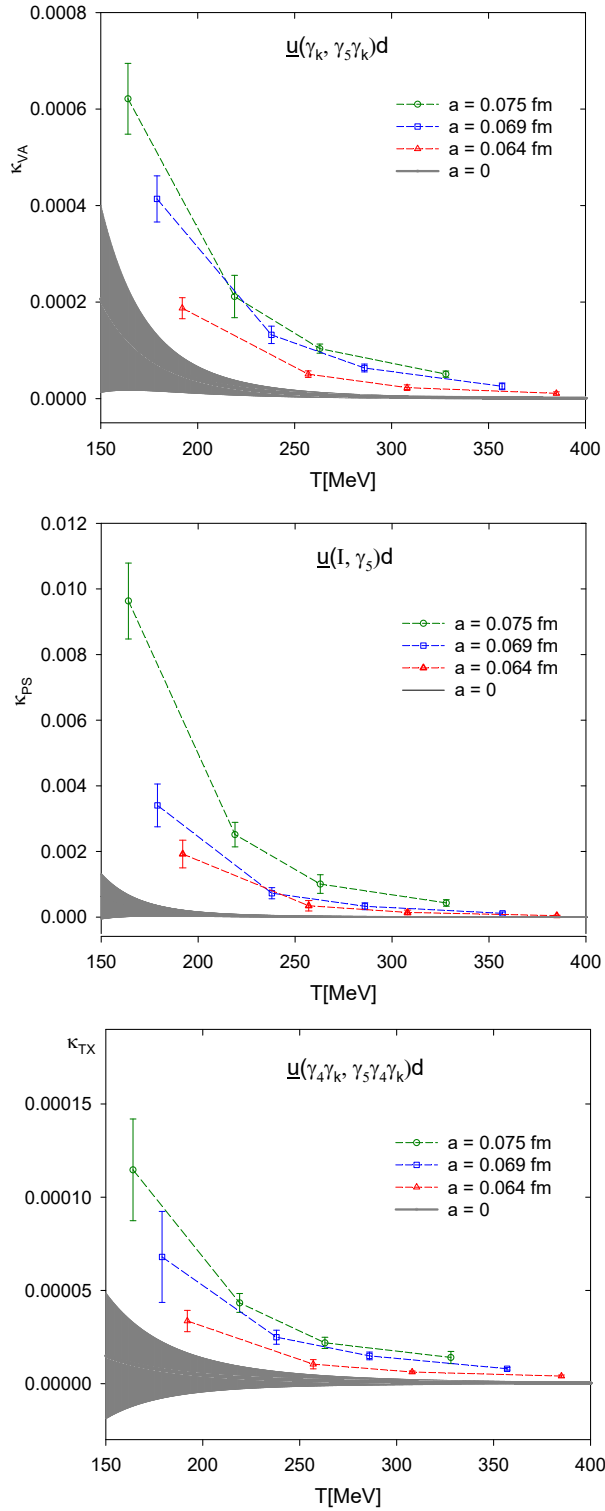 0.0008
u(γk, γ5γk)d
0.0006
a = 0.075 fm
a = 0.069 fm
a = 0.064 fm
a = 0
κVA
0.0004
0.0002
0.0000
150 200 250 300 350 400
T[MeV]
0.012
u(I, γ5)d
0.010
a = 0.075 fm
a = 0.069 fm
a = 0.064 fm
a = 0
0.008
κPS
0.006
0.004
0.002
0.000
150 200 250 300 350 400
T[MeV]
κTX
u(γ4γk, γ5γ4γk)d
0.00015
a = 0.075 fm
a = 0.069 fm
a = 0.064 fm
a = 0
0.00010
0.00005
0.00000
150 200 250 300 350 400
T[MeV]